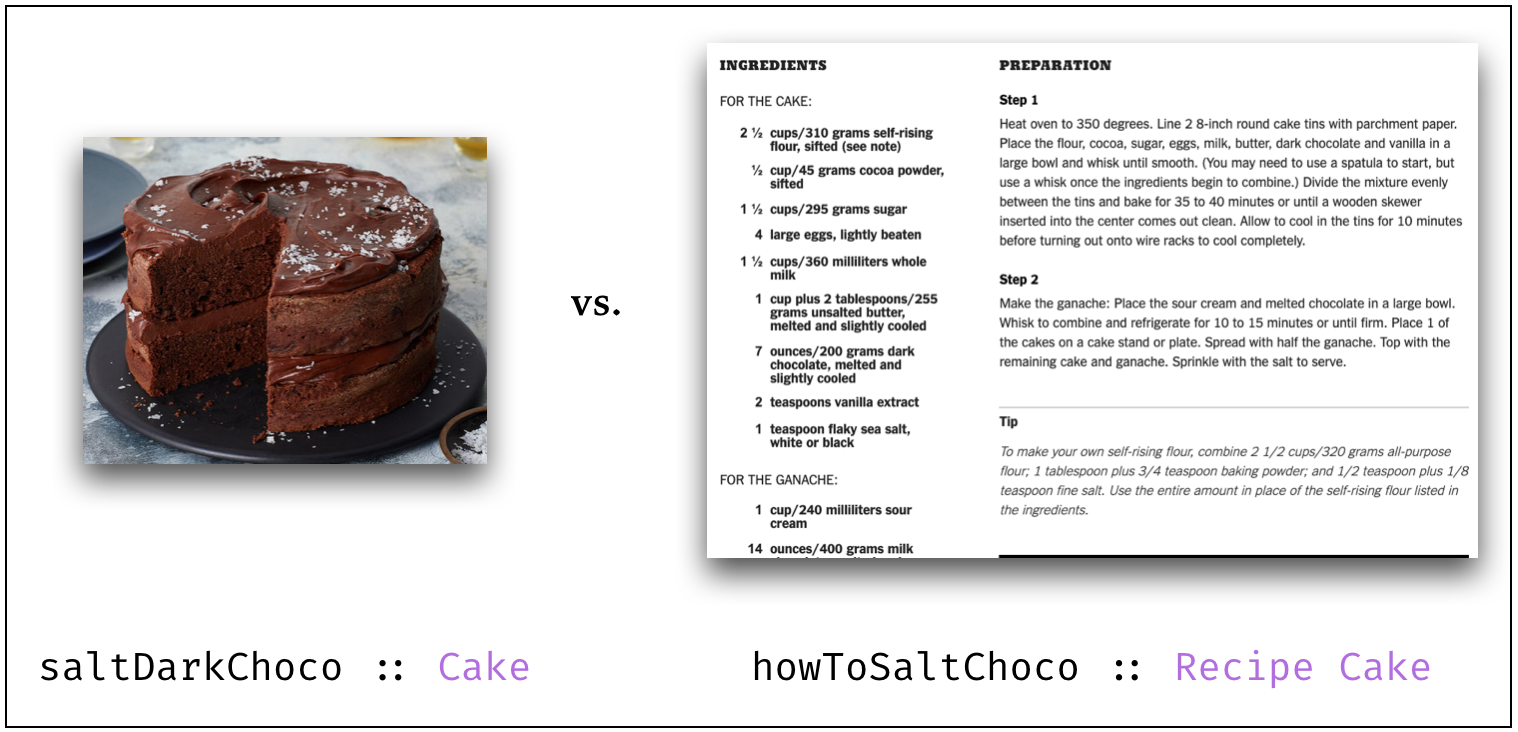 INGREDIENTS
FOR THE CAKE:
2 ½ cups/310 grams self-rising
flour, sifted (see note)
½ cup/45 grams cocoa powder,
sifted
1 ½ cups/295 grams sugar
4 large eggs, lightly beaten
1 ½ cups/360 milliliters whole
milk
1 cup plus 2 tablespoons/255
grams unsalted butter,
melted and slightly cooled
7 ounces/200 grams dark
chocolate, melted and
slightly cooled
2 teaspoons vanilla extract
1 teaspoon flaky sea salt,
white or black
FOR THE GANACHE:
1 cup/240 milliliters sour
cream
14 ounces/400 grams milk
PREPARATION
Step 1
Heat oven to 350 degrees. Line 2 8-inch round cake tins with parchment paper.
Place the flour, cocoa, sugar, eggs, milk, butter, dark chocolate and vanilla in a
large bowl and whisk until smooth. (You may need to use a spatula to start, but
use a whisk once the ingredients begin to combine.) Divide the mixture evenly
between the tins and bake for 35 to 40 minutes or until a wooden skewer
inserted into the center comes out clean. Allow to cool in the tins for 10 minutes
before turning out onto wire racks to cool completely.
Step 2
Make the ganache: Place the sour cream and melted chocolate in a large bowl.
Whisk to combine and refrigerate for 10 to 15 minutes or until firm. Place 1 of
the cakes on a cake stand or plate. Spread with half the ganache. Top with the
remaining cake and ganache. Sprinkle with the salt to serve.
Tip
To make your own self-rising flour, combine 2 1/2 cups/320 grams all-purpose
flour; 1 tablespoon plus 3/4 teaspoon baking powder; and 1/2 teaspoon plus 1/8
teaspoon fine salt. Use the entire amount in place of the self-rising flour listed in
the ingredients.
vs.
saltDarkChoco :: Cake
howToSaltChoco :: Recipe Cake